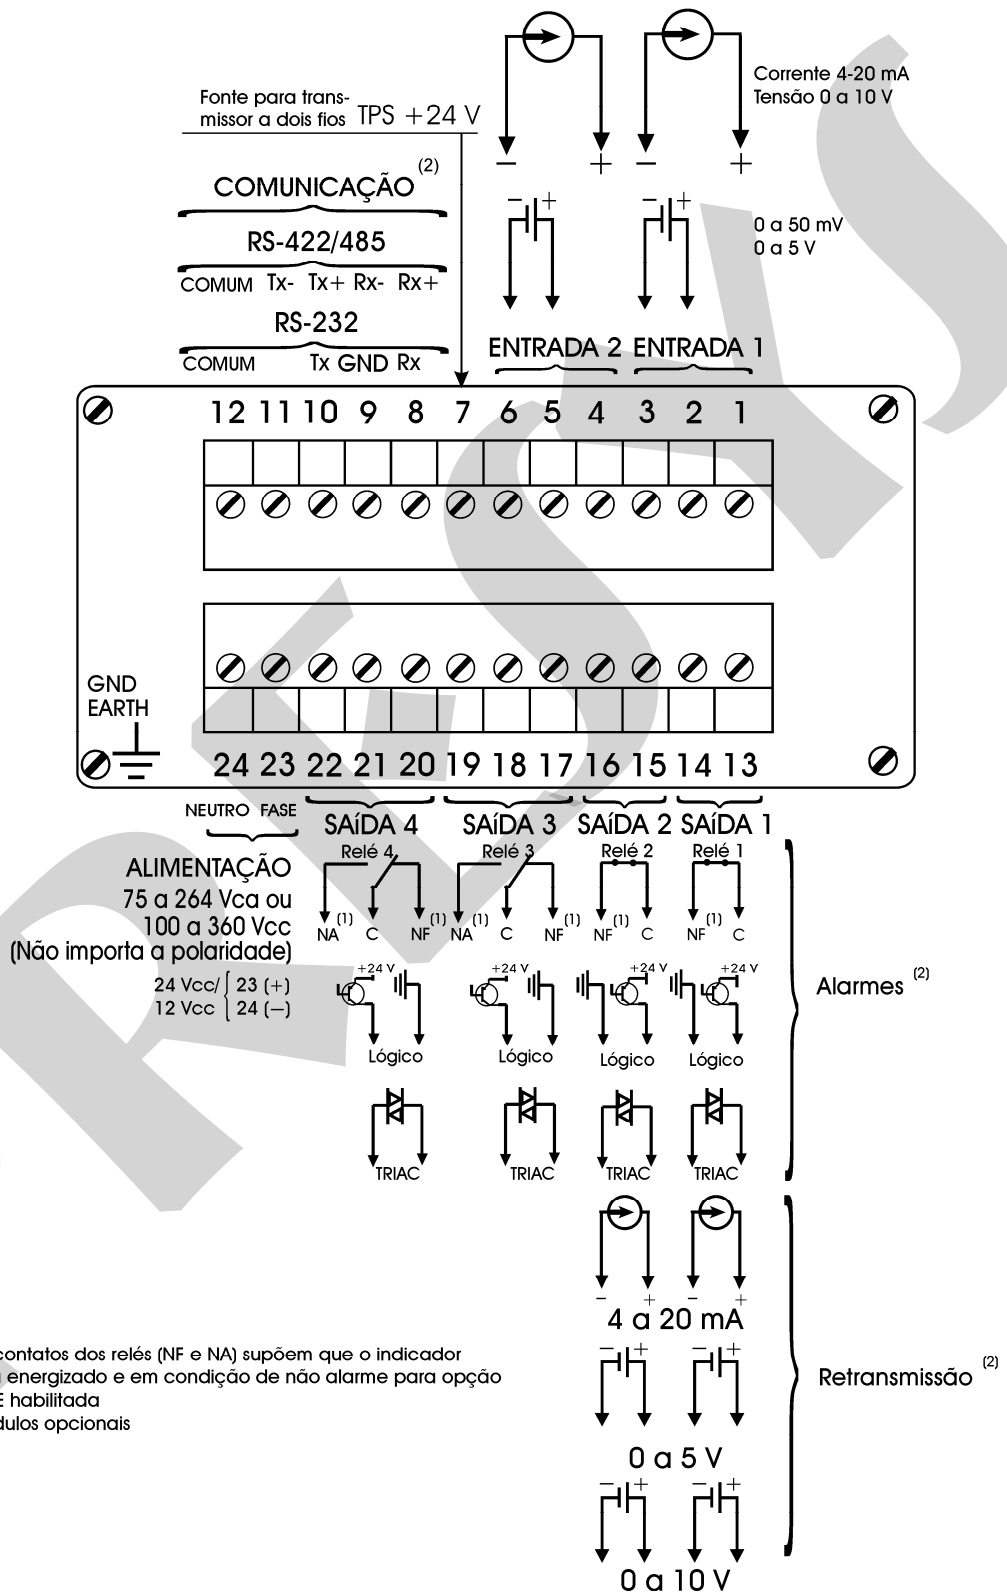 Corrente 4-20 mA
Tensão 0 a 10 V
Fonte para trans-
missor a dois fios TPS +24 V
− + − +
COMUNICAÇÃO (2)
− + − +
0 a 50 mV
0 a 5 V
RS-422/485
COMUM Tx- Tx+ Rx- Rx+
RS-232
COMUM Tx GND Rx
ENTRADA 2 ENTRADA 1
12 11 10 9 8 7 6 5 4 3 2 1
GND
EARTH
24 23 22 21 20 19 18 17 16 15 14 13
NEUTRO FASE
SAíDA 4 SAíDA 3 SAíDA 2 SAíDA 1
Relé 4 Relé 3 Relé 2 Relé 1
ALIMENTAÇÃO
75 a 264 Vca ou
100 a 360 Vcc
(Não importa a polaridade)
NA (1) C NF (1) NA (1) C NF (1) NF (1) C NF (1) C
24 Vcc/ 23 (+)
12 Vcc 24 (−)
+24 V +24 V +24 V +24 V
Alarmes (2)
Lógico Lógico Lógico Lógico
TRIAC TRIAC TRIAC TRIAC
− + − +
4 a 20 mA
− + − +
contatos dos relés (NF e NA) supõem que o indicador
energizado e em condição de não alarme para opção
E habilitada
dulos opcionais
Retransmissão (2)
0 a 5 V
− + − +
0 a 10 V
RESYS